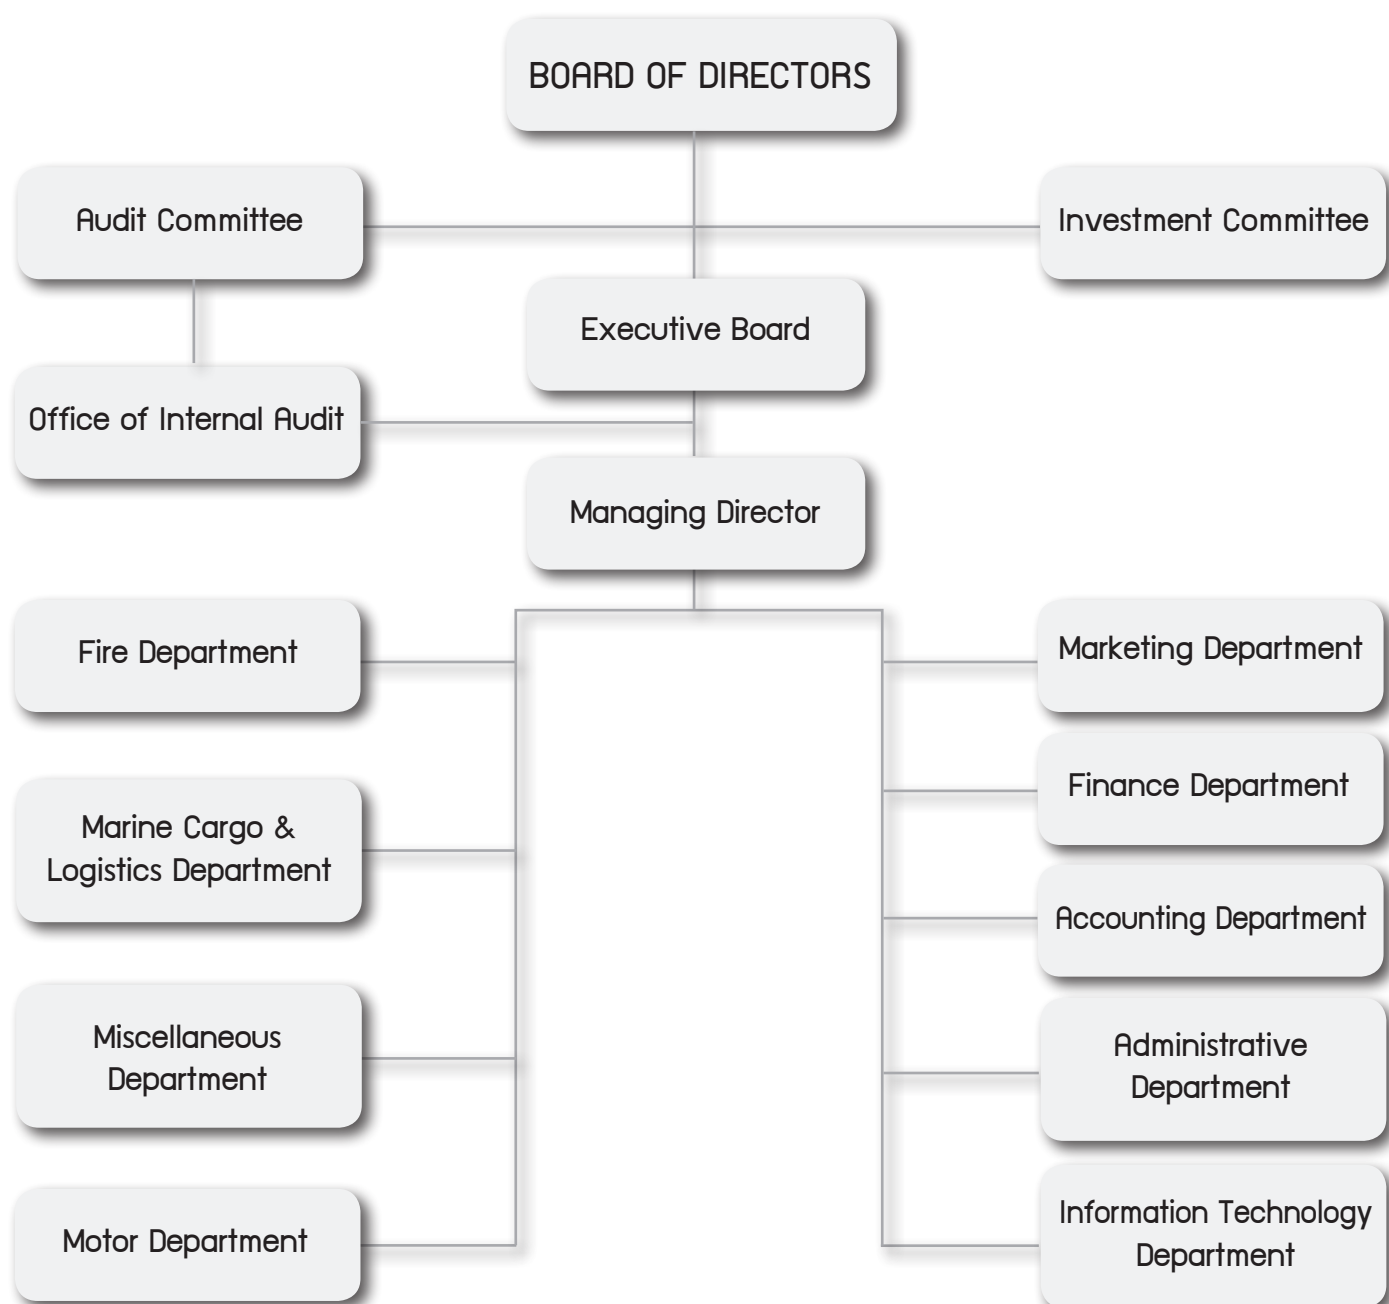 BOARD OF DIRECTORS
Audit Committee
Investment Committee
Executive Board
Office of Internal Audit
Managing Director
Fire Department
Marine Cargo &
Logistics Department
Miscellaneous
Department
Motor Department
Marketing Department
Finance Department
Accounting Department
Administrative
Department
Information Technology
Department